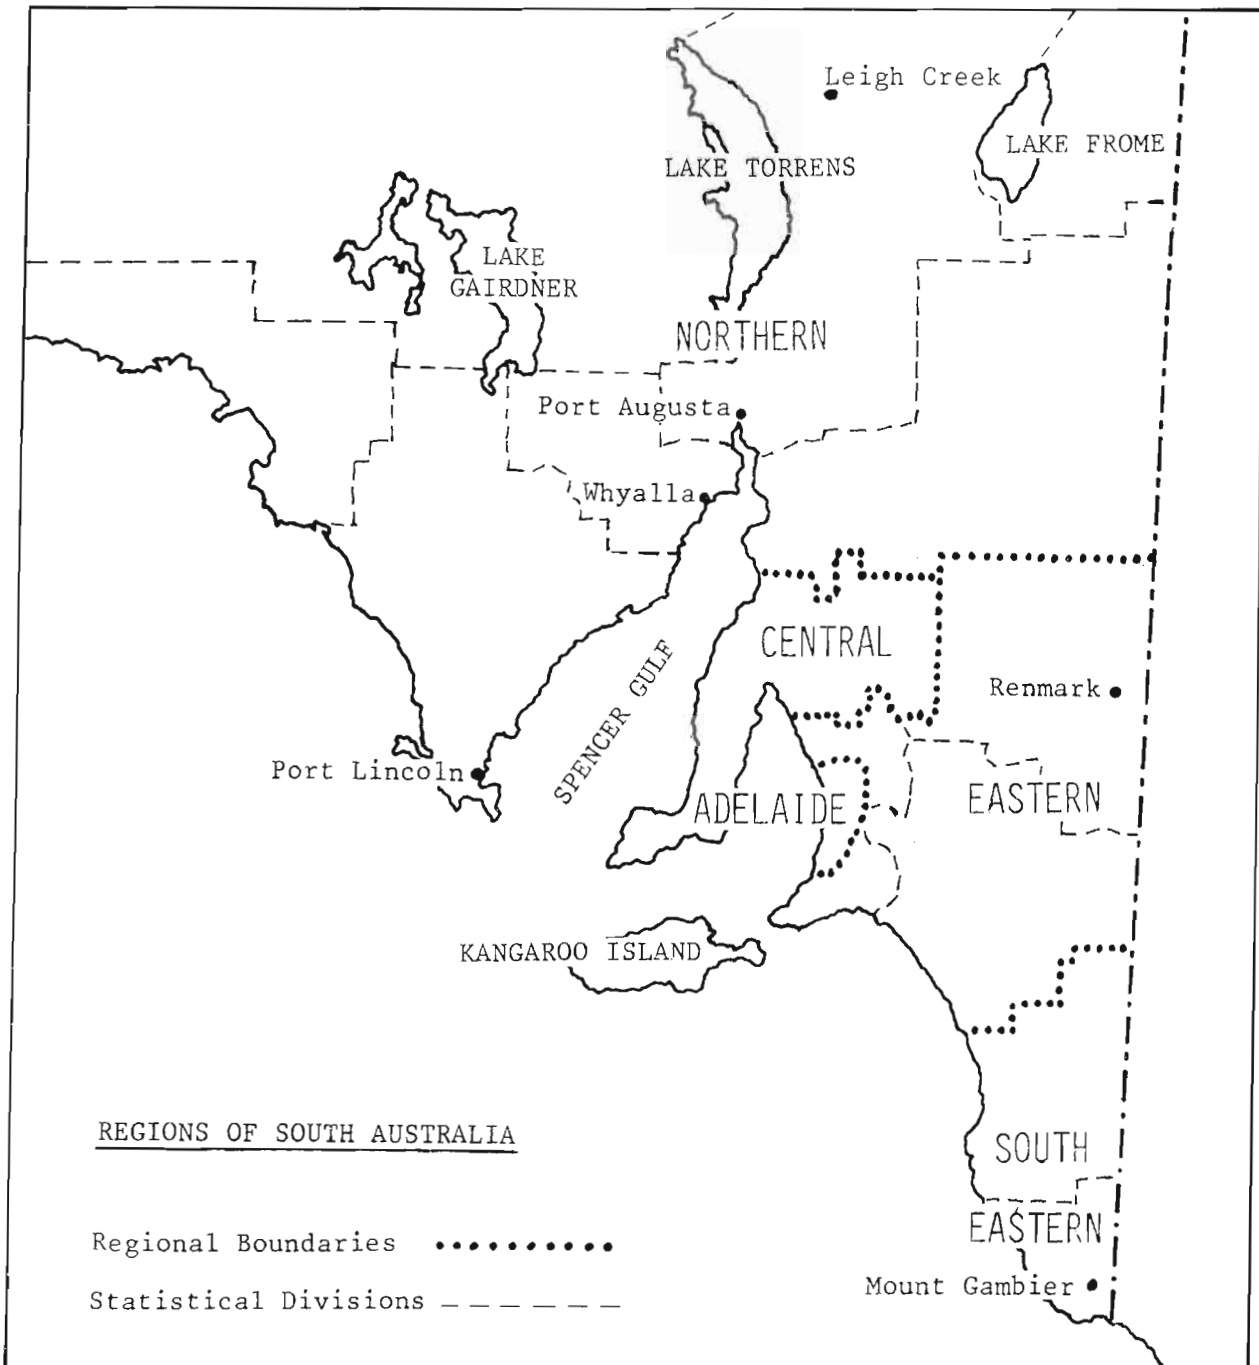 Leigh Creek
LAKE FROME
LAKE TORRENS
LAKE
GAIRDNER
NORTHERN
Port Augusta
Whyalla
CENTRAL
SPENCER GULF
Renmark
Port Lincoln
ADELAIDE
EASTERN
KANGAROO ISLAND
REGIONS OF SOUTH AUSTRALIA
SOUTH
EASTERN
Regional Boundaries
Mount Gambier
Statistical Divisions